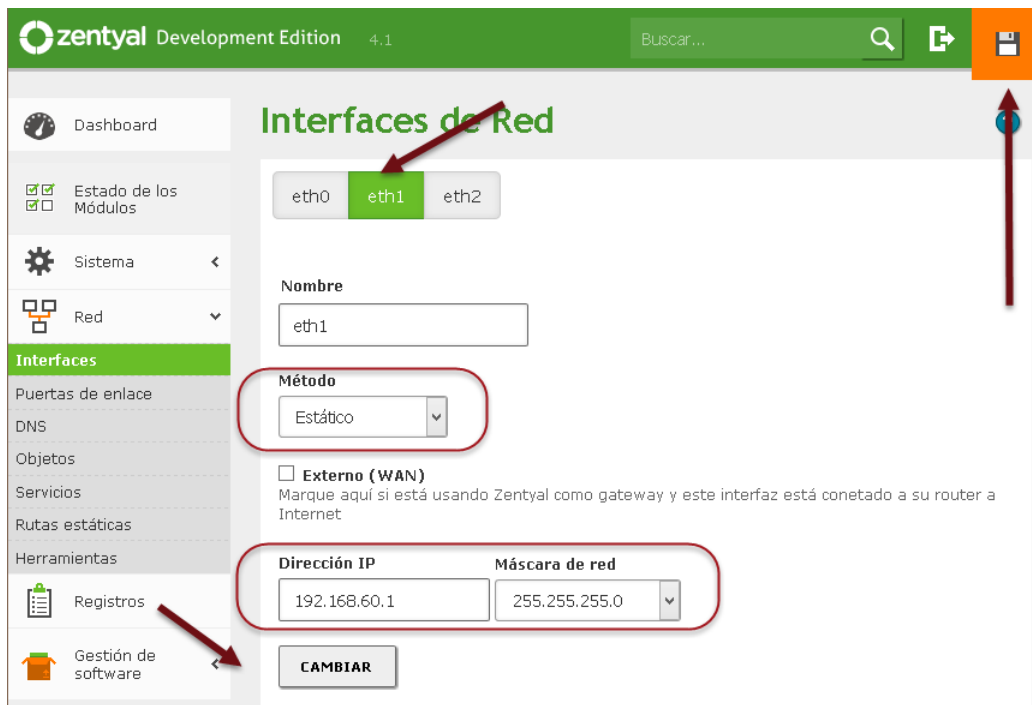 zentyal Development Edition 4.1
Buscar...
Dashboard
Estado de los
Módulos
Sistema
Red
Interfaces
Puertas de enlace
DNS
Objetos
Servicios
Rutas estáticas
Herramientas
Registros
Gestión de
software
Interfaces de Red
eth0 eth1 eth2
Nombre
eth1
Método
Estático
Externo (WAN)
Marque aquí si está usando Zentyal como gateway y este interfaz está conetado a su router a
Internet
Dirección IP Máscara de red
192.168.60.1 255.255.255.0
CAMBIAR